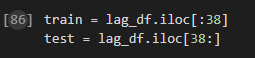 [86] train = lag_df.iloc[:38]
test = lag_df.iloc[38:]